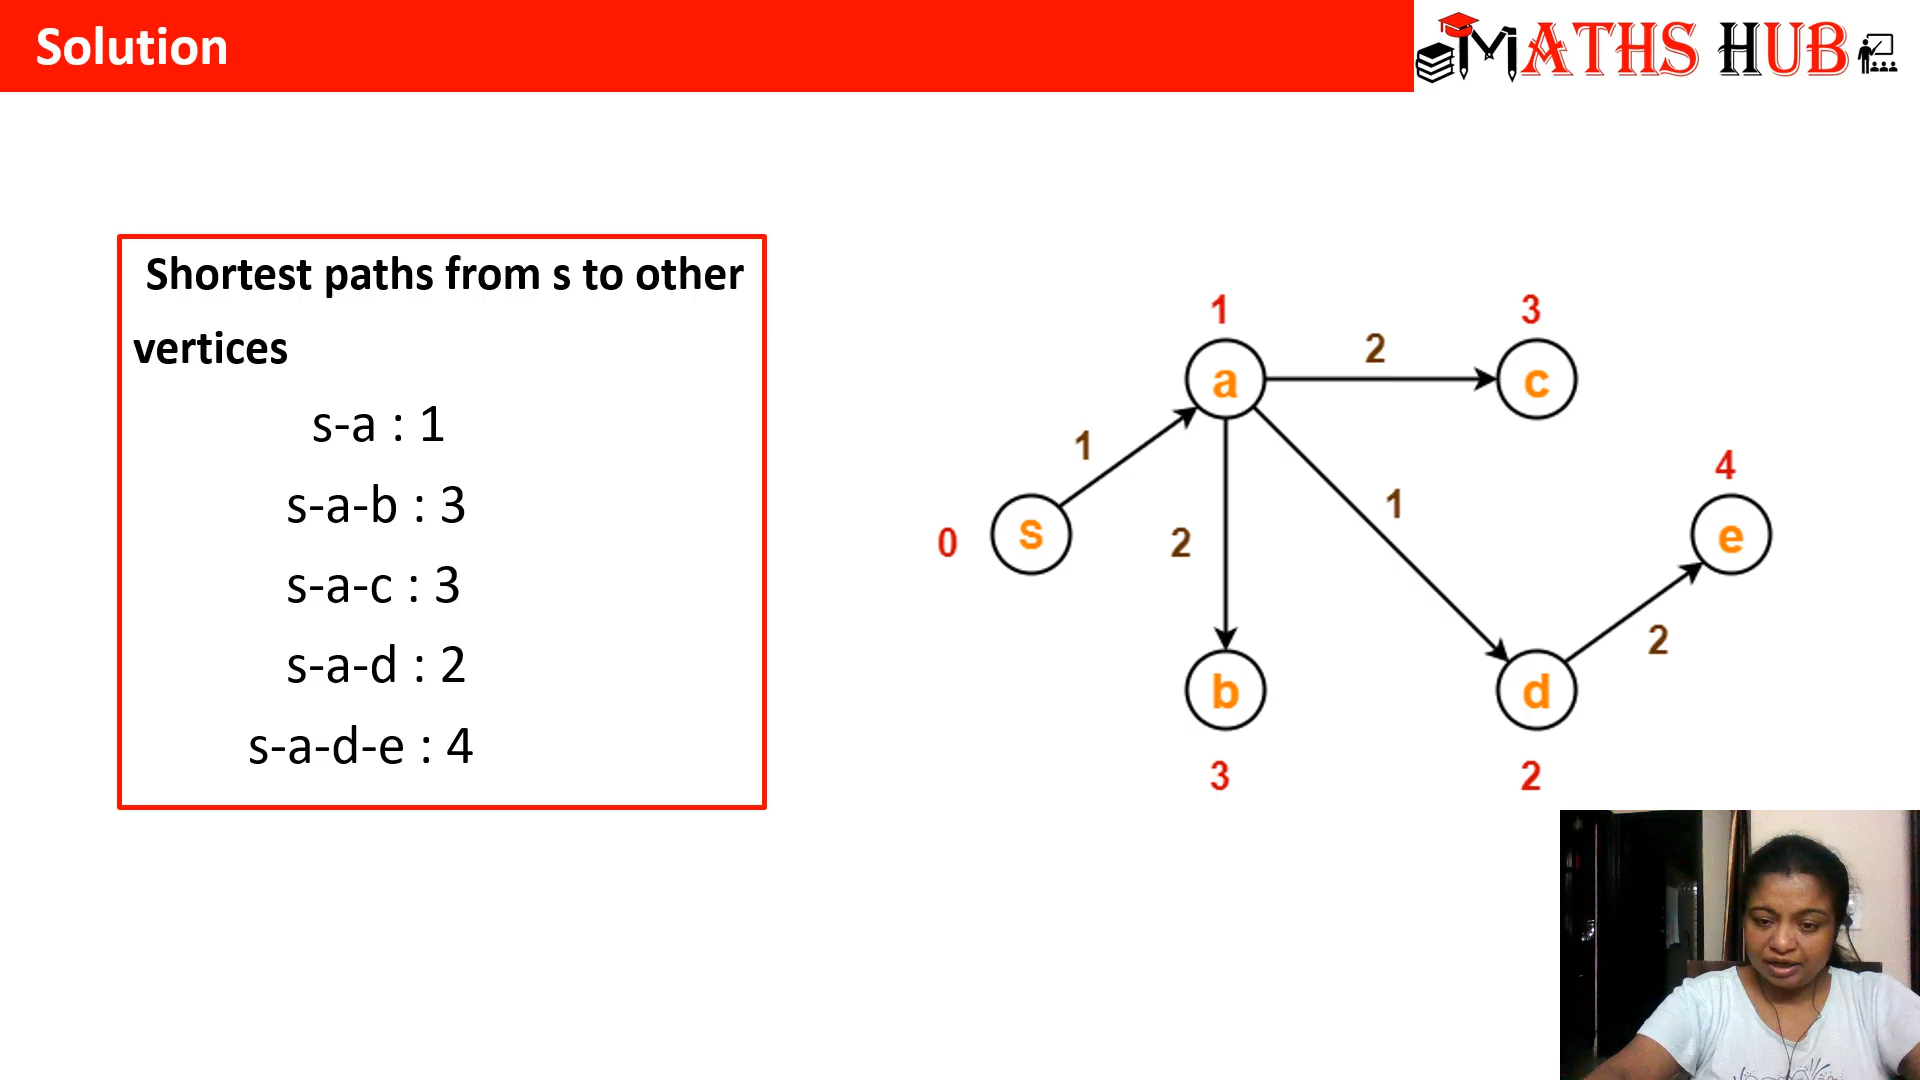 Solution
MATHS HUB
Shortest paths from s to other
vertices
s-a : 1
s-a-b : 3
s-a-c : 3
s-a-d : 2
s-a-d-e : 4
1
3
2
a
c
1
4
1
0
s
2
e
2
b
d
3
2